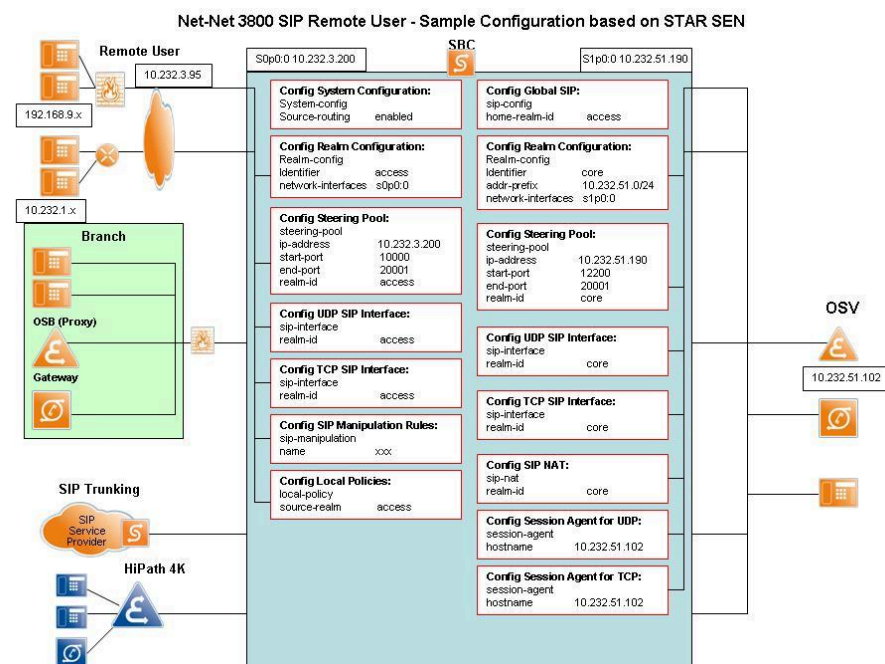 Net-Net 3800 SIP Remote User - Sample Configuration based on STAR SEN
Remote User
10.232.3.95
192.168.9.x
10.232.1.x
Branch
OSB (Proxy)
Gateway
SIP Trunking
SIP
Service
Provider
HiPath 4K
S0p0:0 10.232.3.200
SBC
S1p0:0 10.232.51.190
Config System Configuration:
System-config
Source-routing enabled
Config Realm Configuration:
Realm-config
Identifier access
network-interfaces s0p0:0
Config Steering Pool:
steering-pool
ip-address 10.232.3.200
start-port 10000
end-port 20001
realm-id access
Config UDP SIP Interface:
sip-interface
realm-id access
Config TCP SIP Interface:
sip-interface
realm-id access
Config SIP Manipulation Rules:
sip-manipulation
name xxx
Config Local Policies:
local-policy
source-realm access
Config Global SIP:
sip-config
home-realm-id access
Config Realm Configuration:
Realm-config
Identifier core
addr-prefix 10.232.51.0/24
network-interfaces s1p0:0
Config Steering Pool:
steering-pool
ip-address 10.232.51.190
start-port 12200
end-port 20001
realm-id core
Config UDP SIP Interface:
sip-interface
realm-id core
Config TCP SIP Interface:
sip-interface
realm-id core
Config SIP NAT:
sip-nat
realm-id core
Config Session Agent for UDP:
session-agent
hostname 10.232.51.102
Config Session Agent for TCP:
session-agent
hostname 10.232.51.102
OSV
10.232.51.102